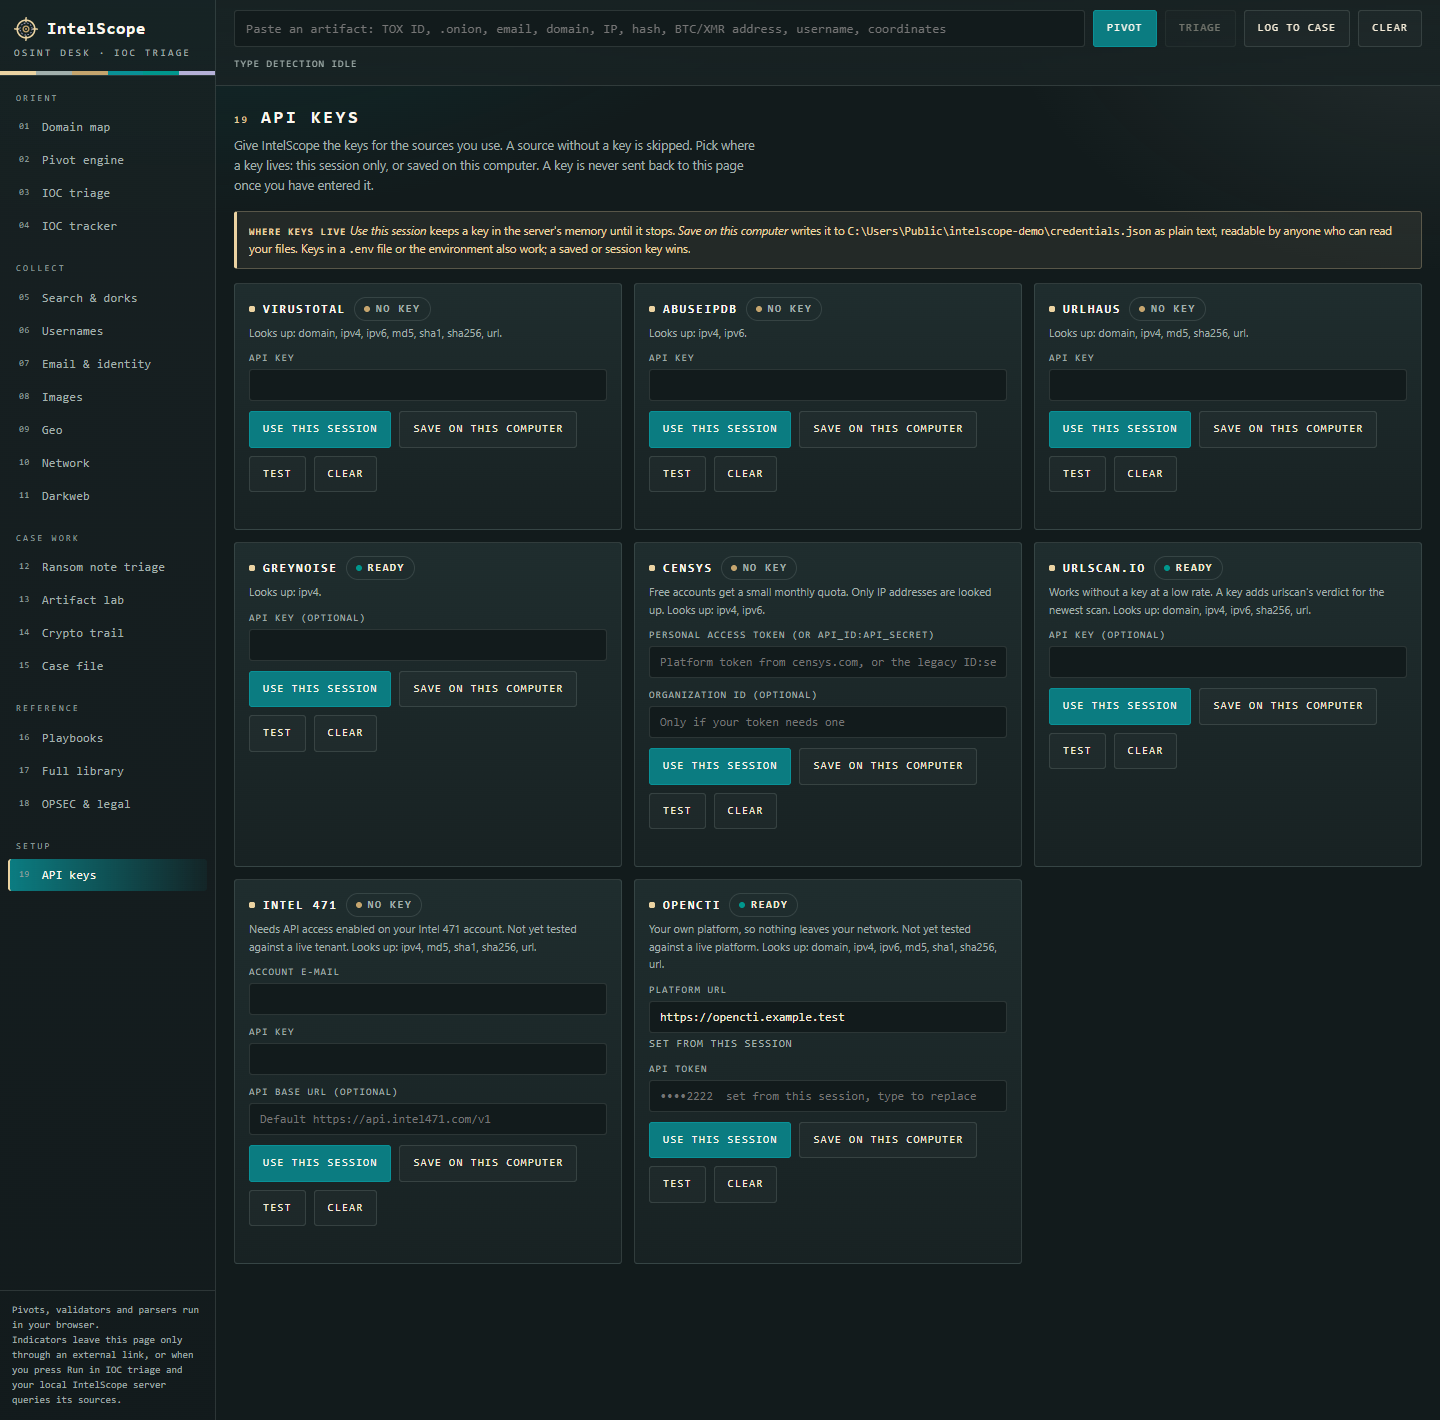 IntelScope
OSINT DESK · IOC TRIAGE
ORIENT
01 Domain map
02 Pivot engine
03 IOC triage
04 IOC tracker
COLLECT
05 Search & dorks
06 Usernames
07 Email & identity
08 Images
09 Geo
10 Network
11 Darkweb
CASE WORK
12 Ransom note triage
13 Artifact lab
14 Crypto trail
15 Case file
REFERENCE
16 Playbooks
17 Full library
18 OPSEC & legal
SETUP
19 API keys
Pivots, validators and parsers run
in your browser.
Indicators leave this page only
through an external link, or when
you press Run in IOC triage and
your local IntelScope server
queries its sources.
Paste an artifact: TOX ID, .onion, email, domain, IP, hash, BTC/XMR address, username, coordinates
PIVOT TRIAGE LOG TO CASE CLEAR
TYPE DETECTION IDLE
19 API KEYS
Give IntelScope the keys for the sources you use. A source without a key is skipped. Pick where
a key lives: this session only, or saved on this computer. A key is never sent back to this page
once you have entered it.
WHERE KEYS LIVE Use this session keeps a key in the server's memory until it stops. Save on this computer writes it to C:\Users\Public\intelscope-demo\credentials.json as plain text, readable by anyone who can read
your files. Keys in a .env file or the environment also work; a saved or session key wins.
VIRUSTOTAL NO KEY
Looks up: domain, ipv4, ipv6, md5, sha1, sha256, url.
API KEY
USE THIS SESSION SAVE ON THIS COMPUTER
TEST CLEAR
ABUSEIPDB NO KEY
Looks up: ipv4, ipv6.
API KEY
USE THIS SESSION SAVE ON THIS COMPUTER
TEST CLEAR
URLHAUS NO KEY
Looks up: domain, ipv4, md5, sha256, url.
API KEY
USE THIS SESSION SAVE ON THIS COMPUTER
TEST CLEAR
GREYNOISE READY
Looks up: ipv4.
API KEY (OPTIONAL)
USE THIS SESSION SAVE ON THIS COMPUTER
TEST CLEAR
CENSYS NO KEY
Free accounts get a small monthly quota. Only IP addresses are looked
up. Looks up: ipv4, ipv6.
PERSONAL ACCESS TOKEN (OR API_ID:API_SECRET)
Platform token from censys.com, or the legacy ID:se
ORGANIZATION ID (OPTIONAL)
Only if your token needs one
USE THIS SESSION SAVE ON THIS COMPUTER
TEST CLEAR
URLSCAN.IO READY
Works without a key at a low rate. A key adds urlscan's verdict for the
newest scan. Looks up: domain, ipv4, ipv6, sha256, url.
API KEY (OPTIONAL)
USE THIS SESSION SAVE ON THIS COMPUTER
TEST CLEAR
INTEL 471 NO KEY
Needs API access enabled on your Intel 471 account. Not yet tested
against a live tenant. Looks up: ipv4, md5, sha1, sha256, url.
ACCOUNT E-MAIL
API KEY
API BASE URL (OPTIONAL)
Default https://api.intel471.com/v1
USE THIS SESSION SAVE ON THIS COMPUTER
TEST CLEAR
OPENCTI READY
Your own platform, so nothing leaves your network. Not yet tested
against a live platform. Looks up: domain, ipv4, ipv6, md5, sha1, sha256,
url.
PLATFORM URL
https://opencti.example.test
SET FROM THIS SESSION
API TOKEN
••••2222 set from this session, type to replace
USE THIS SESSION SAVE ON THIS COMPUTER
TEST CLEAR